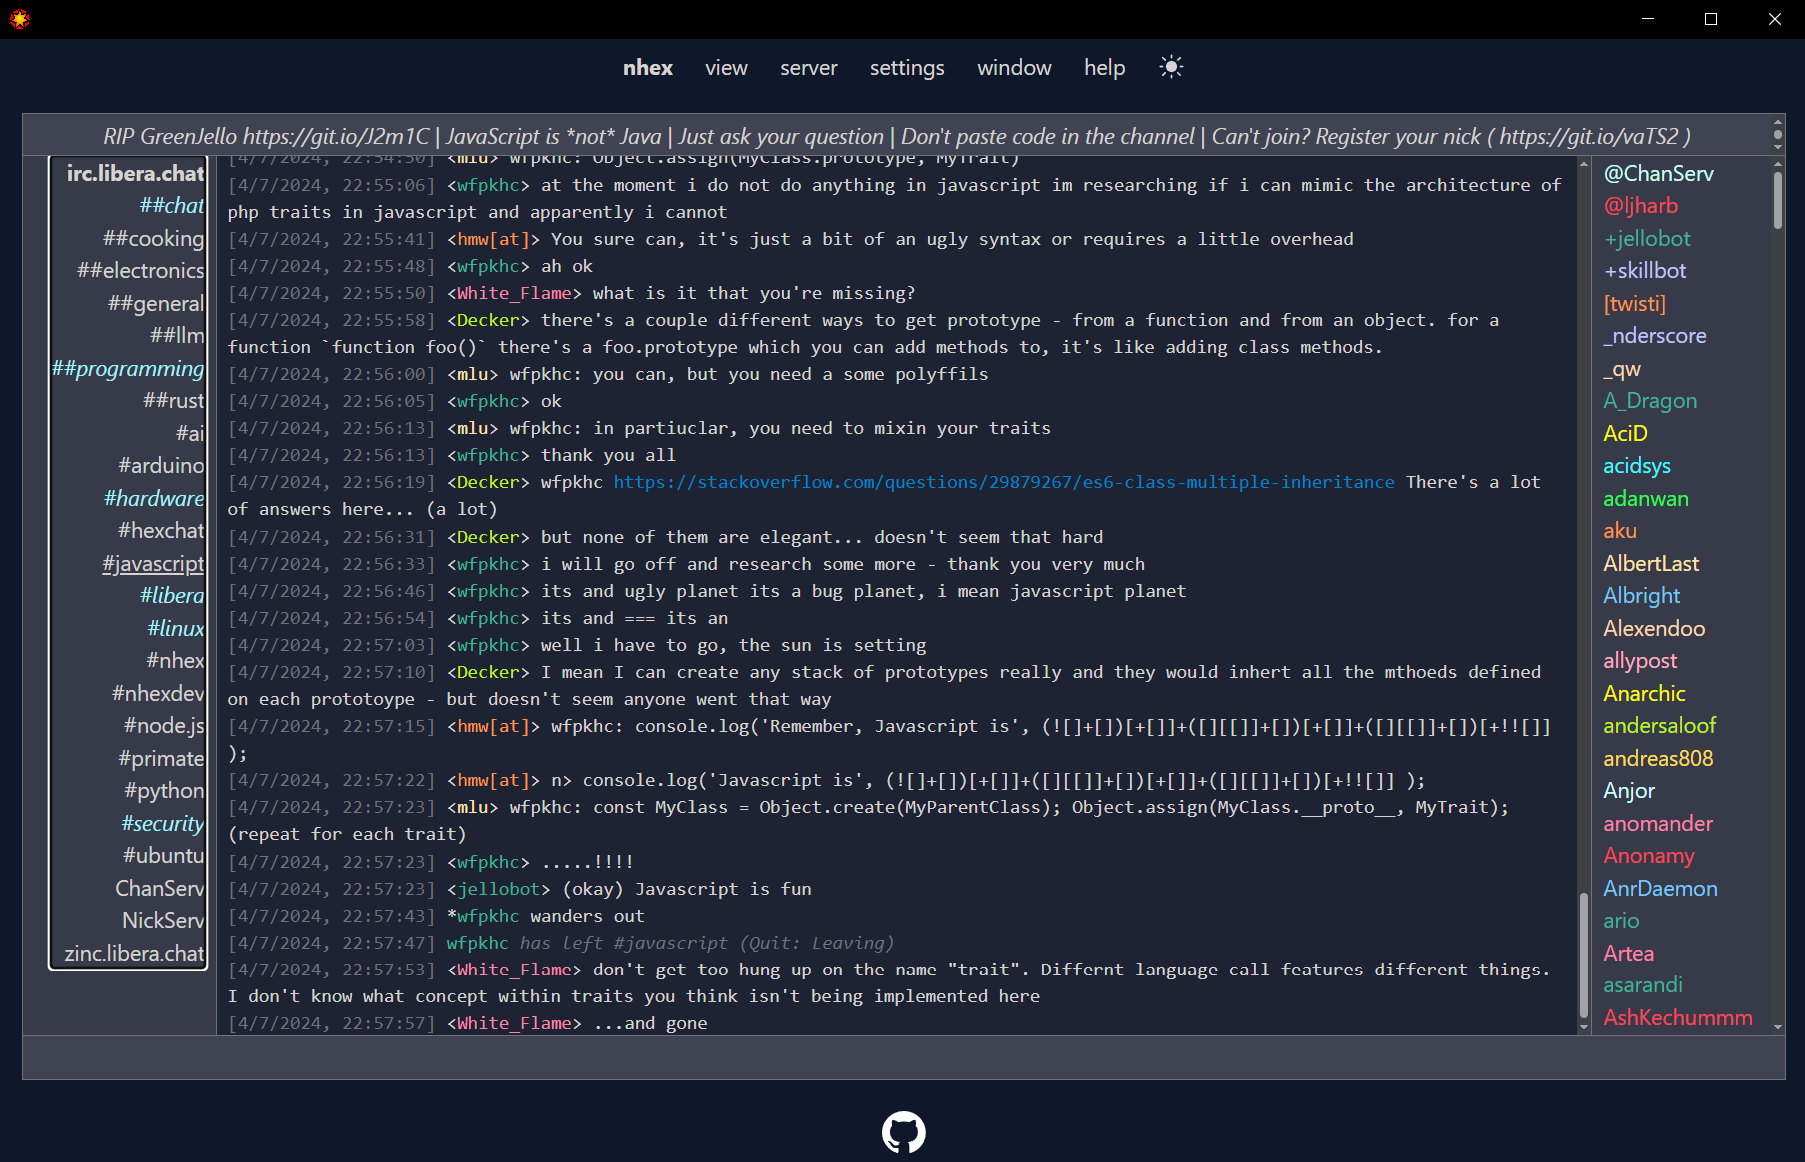 nhex view server settings window help
RIP GreenJello https://git.io/J2m1C | JavaScript is *not* Java | Just ask your question | Don't paste code in the channel | Can't join? Register your nick ( https://git.io/vaTS2 )
irc.libera.chat
##chat
##cooking
##electronics
##general
##llm
##programming
##rust
#ai
#arduino
#hardware
#hexchat
#javascript
#libera
#linux
#nhex
#nhexdev
#node.js
#primate
#python
#security
#ubuntu
ChanServ
NickServ
zinc.libera.chat
[4/7/2024, 22:54:50] <mlu> wfpkhc: Object.assign(MyClass.prototype, MyTrait)
[4/7/2024, 22:55:06] <wfpkhc> at the moment i do not do anything in javascript im researching if i can mimic the architecture of
php traits in javascript and apparently i cannot
[4/7/2024, 22:55:41] <hmw[at]> You sure can, it's just a bit of an ugly syntax or requires a little overhead
[4/7/2024, 22:55:48] <wfpkhc> ah ok
[4/7/2024, 22:55:50] <White_Flame> what is it that you're missing?
[4/7/2024, 22:55:58] <Decker> there's a couple different ways to get prototype - from a function and from an object. for a
function `function foo()` there's a foo.prototype which you can add methods to, it's like adding class methods.
[4/7/2024, 22:56:00] <mlu> wfpkhc: you can, but you need a some polyffils
[4/7/2024, 22:56:05] <wfpkhc> ok
[4/7/2024, 22:56:13] <mlu> wfpkhc: in partiuclar, you need to mixin your traits
[4/7/2024, 22:56:13] <wfpkhc> thank you all
[4/7/2024, 22:56:19] <Decker> wfpkhc https://stackoverflow.com/questions/29879267/es6-class-multiple-inheritance There's a lot
of answers here... (a lot)
[4/7/2024, 22:56:31] <Decker> but none of them are elegant... doesn't seem that hard
[4/7/2024, 22:56:33] <wfpkhc> i will go off and research some more - thank you very much
[4/7/2024, 22:56:46] <wfpkhc> its and ugly planet its a bug planet, i mean javascript planet
[4/7/2024, 22:56:54] <wfpkhc> its and === its an
[4/7/2024, 22:57:03] <wfpkhc> well i have to go, the sun is setting
[4/7/2024, 22:57:10] <Decker> I mean I can create any stack of prototypes really and they would inhert all the mthoeds defined
on each prototoype - but doesn't seem anyone went that way
[4/7/2024, 22:57:15] <hmw[at]> wfpkhc: console.log('Remember, Javascript is', (![]+[])[+[]]+([][[]]+[])[+[]]+([][[]]+[])[+!![]]
);
[4/7/2024, 22:57:22] <hmw[at]> n> console.log('Javascript is', (![]+[])[+[]]+([][[]]+[])[+[]]+([][[]]+[])[+!![]] );
[4/7/2024, 22:57:23] <mlu> wfpkhc: const MyClass = Object.create(MyParentClass); Object.assign(MyClass.__proto__, MyTrait);
(repeat for each trait)
[4/7/2024, 22:57:23] <wfpkhc> .....!!!!
[4/7/2024, 22:57:23] <jellobot> (okay) Javascript is fun
[4/7/2024, 22:57:43] *wfpkhc wanders out
[4/7/2024, 22:57:47] wfpkhc has left #javascript (Quit: Leaving)
[4/7/2024, 22:57:53] <White_Flame> don't get too hung up on the name "trait". Differnt language call features different things.
I don't know what concept within traits you think isn't being implemented here
[4/7/2024, 22:57:57] <White_Flame> ...and gone
@ChanServ
@ljharb
+jellobot
+skillbot
[twisti]
_nderscore
_qw
A_Dragon
AciD
acidsys
adanwan
aku
AlbertLast
Albright
Alexendoo
allypost
Anarchic
andersaloof
andreas808
Anjor
anomander
Anonamy
AnrDaemon
ario
Artea
asarandi
AshKechummm